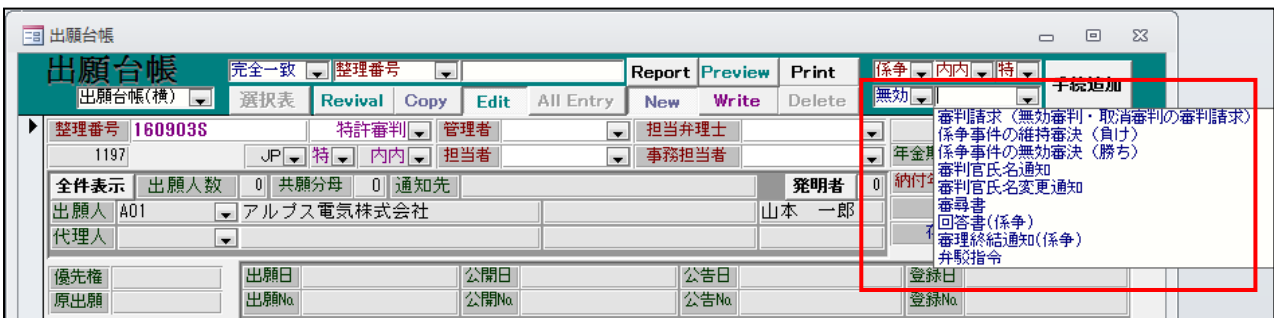 出願台帳
出願台帳 完全一致 整理番号 Report Preview Print 係争 内内 特 手続追加
出願台帳(横) 選択表 Revival Copy Edit All Entry New Write Delete 無効
整理番号 160903S 特許審判 管理者 担当弁理士
1197 JP 特 内内 担当者 事務担当者 年金期
全件表示 出願人数 0 共願分母 0 通知先 発明者 0 納付年
出願人 A01 アルプス電気株式会社 山本 一郎
代理人
優先権 出願日 公開日 公告日 登録日
原出願 出願No. 公開No. 公告No. 登録No.
審判請求（無効審判・取消審判の審判請求）
係争事件の維持審決（負け）
係争事件の無効審決（勝ち）
審判官氏名通知
審判官氏名変更通知
審尋書
回答書(係争)
審理終結通知(係争)
弁駁指令